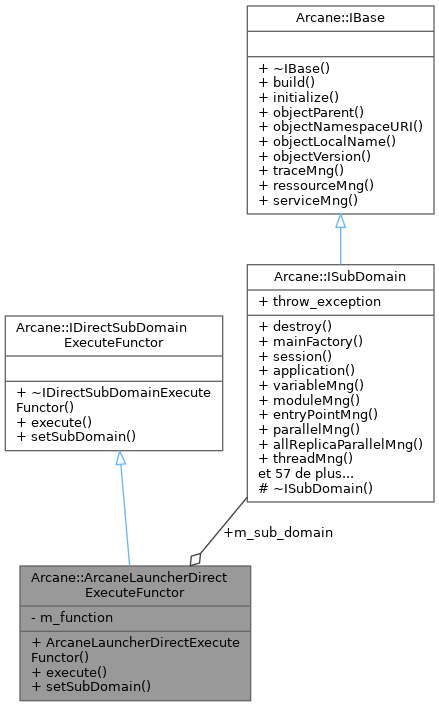 Arcane::IBase
+ ~IBase()
+ build()
+ initialize()
+ objectParent()
+ objectNamespaceURI()
+ objectLocalName()
+ objectVersion()
+ traceMng()
+ ressourceMng()
+ serviceMng()
Arcane::ISubDomain
+ throw_exception
+ destroy()
+ mainFactory()
+ session()
+ application()
+ variableMng()
+ moduleMng()
+ entryPointMng()
+ parallelMng()
+ allReplicaParallelMng()
+ threadMng()
et 57 de plus...
# ~ISubDomain()
Arcane::IDirectSubDomain
ExecuteFunctor
+ ~IDirectSubDomainExecute
Functor()
+ execute()
+ setSubDomain()
+m_sub_domain
Arcane::ArcaneLauncherDirect
ExecuteFunctor
- m_function
+ ArcaneLauncherDirectExecute
Functor()
+ execute()
+ setSubDomain()